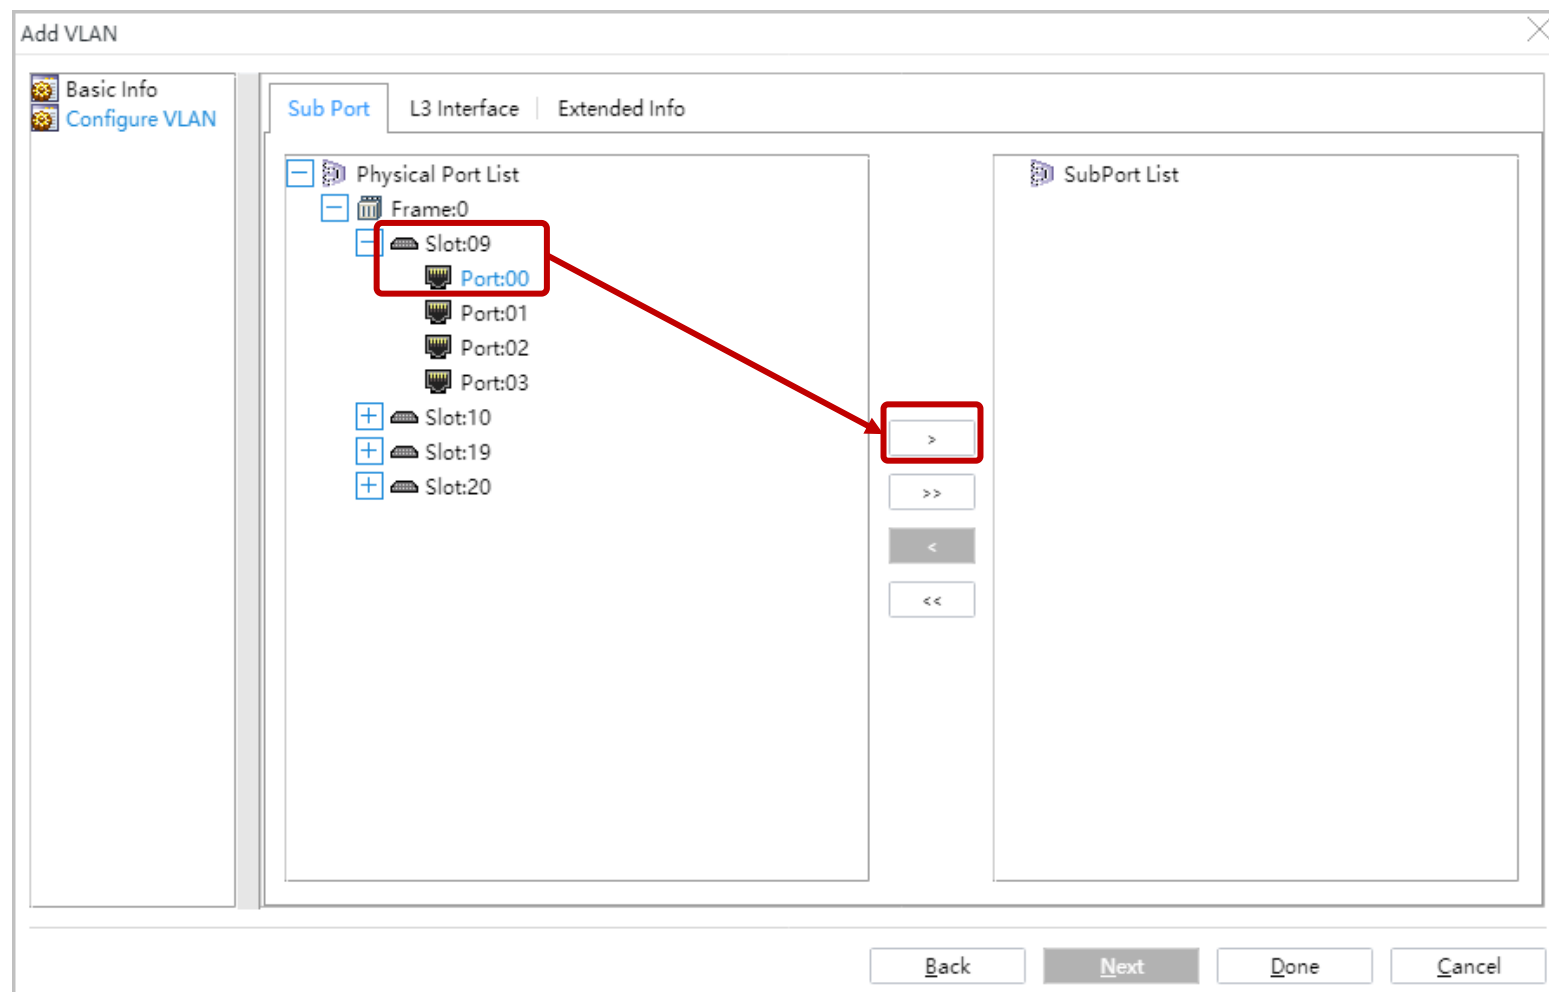 Add VLAN
Basic Info
Configure VLAN
Sub Port
L3 Interface
Extended Info
Physical Port List
Frame:0
Slot:09
Port:00
Port:01
Port:02
Port:03
Slot:10
Slot:19
Slot:20
>
>>
<
<<
SubPort List
Back
Next
Done
Cancel